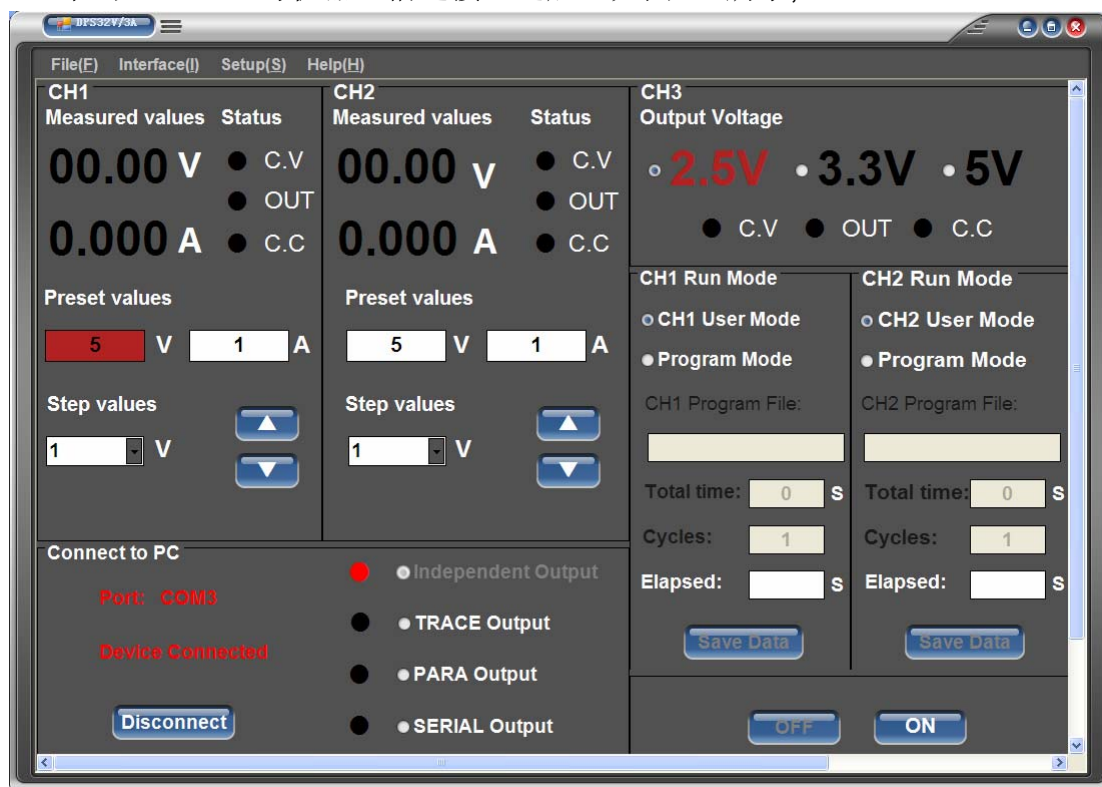 DPS32V/3A
File(F) Interface(I) Setup(S) Help(H)
CH1
Measured values Status
00.00 V C.V
OUT
0.000 A C.C
Preset values
5 V 1 A
Step values
1 V
CH2
Measured values Status
00.00 V C.V
OUT
0.000 A C.C
Preset values
5 V 1 A
Step values
1 V
CH3
Output Voltage
2.5V 3.3V 5V
C.V OUT C.C
CH1 Run Mode
CH1 User Mode
Program Mode
CH1 Program File:
Total time: 0 S
Cycles: 1
Elapsed: S
Save Data
CH2 Run Mode
CH2 User Mode
Program Mode
CH2 Program File:
Total time: 0 S
Cycles: 1
Elapsed: S
Save Data
Connect to PC
Port: COM3
Device Connected
Disconnect
Independent Output
TRACE Output
PARA Output
SERIAL Output
OFF ON